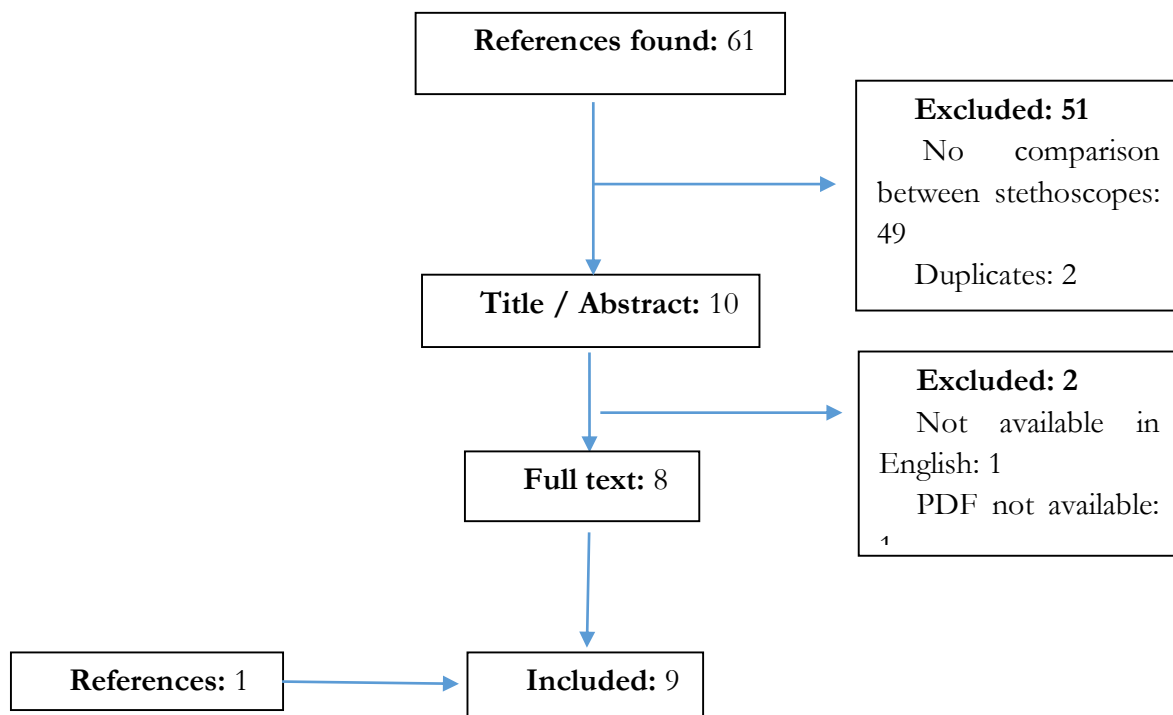 References found: 61
Excluded: 51
No comparison
between stethoscopes:
49
Duplicates: 2
Title / Abstract: 10
Excluded: 2
Not available in
English: 1
PDF not available:
Full text: 8
References: 1
Included: 9